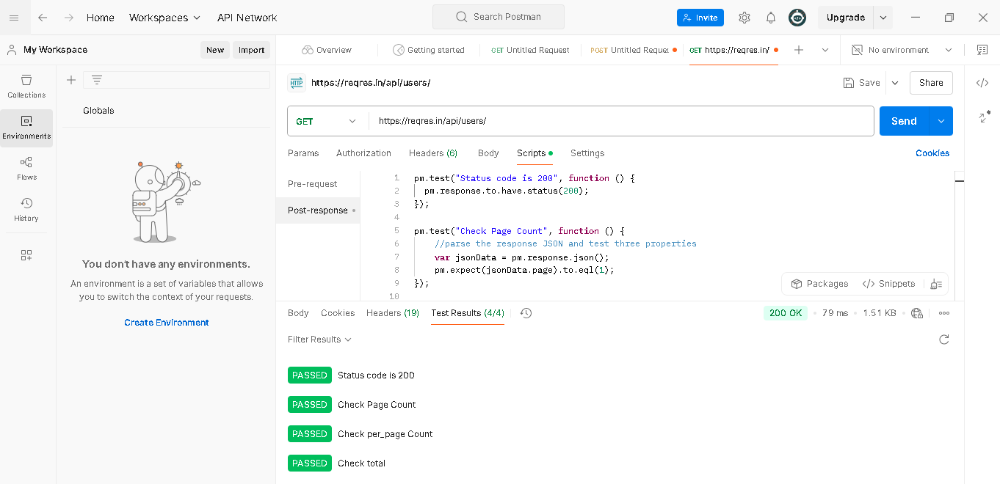 Home Workspaces API Network Search Postman Invite Upgrade
My Workspace New Import Overview Getting started GET Untitled Request POST Untitled Reques GET https://reqres.in/ No environment
Collections
Environments
Flows
History
Globals
You don't have any environments.
An environment is a set of variables that allows
you to switch the context of your requests.
Create Environment
HTTP https://reqres.in/api/users/ Save Share
GET https://reqres.in/api/users/ Send
Params Authorization Headers (6) Body Scripts Settings Cookies
Pre-request
Post-response
1 pm.test("Status code is 200", function () {
2 pm.response.to.have.status(200);
3 });
4
5 pm.test("Check Page Count", function () {
6 //parse the response JSON and test three properties
7 var jsonData = pm.response.json();
8 pm.expect(jsonData.page).to.eql(1);
9 });
10
Packages Snippets
Body Cookies Headers (19) Test Results (4/4) 200 OK 79 ms 1.51 KB
Filter Results
PASSED Status code is 200
PASSED Check Page Count
PASSED Check per_page Count
PASSED Check total